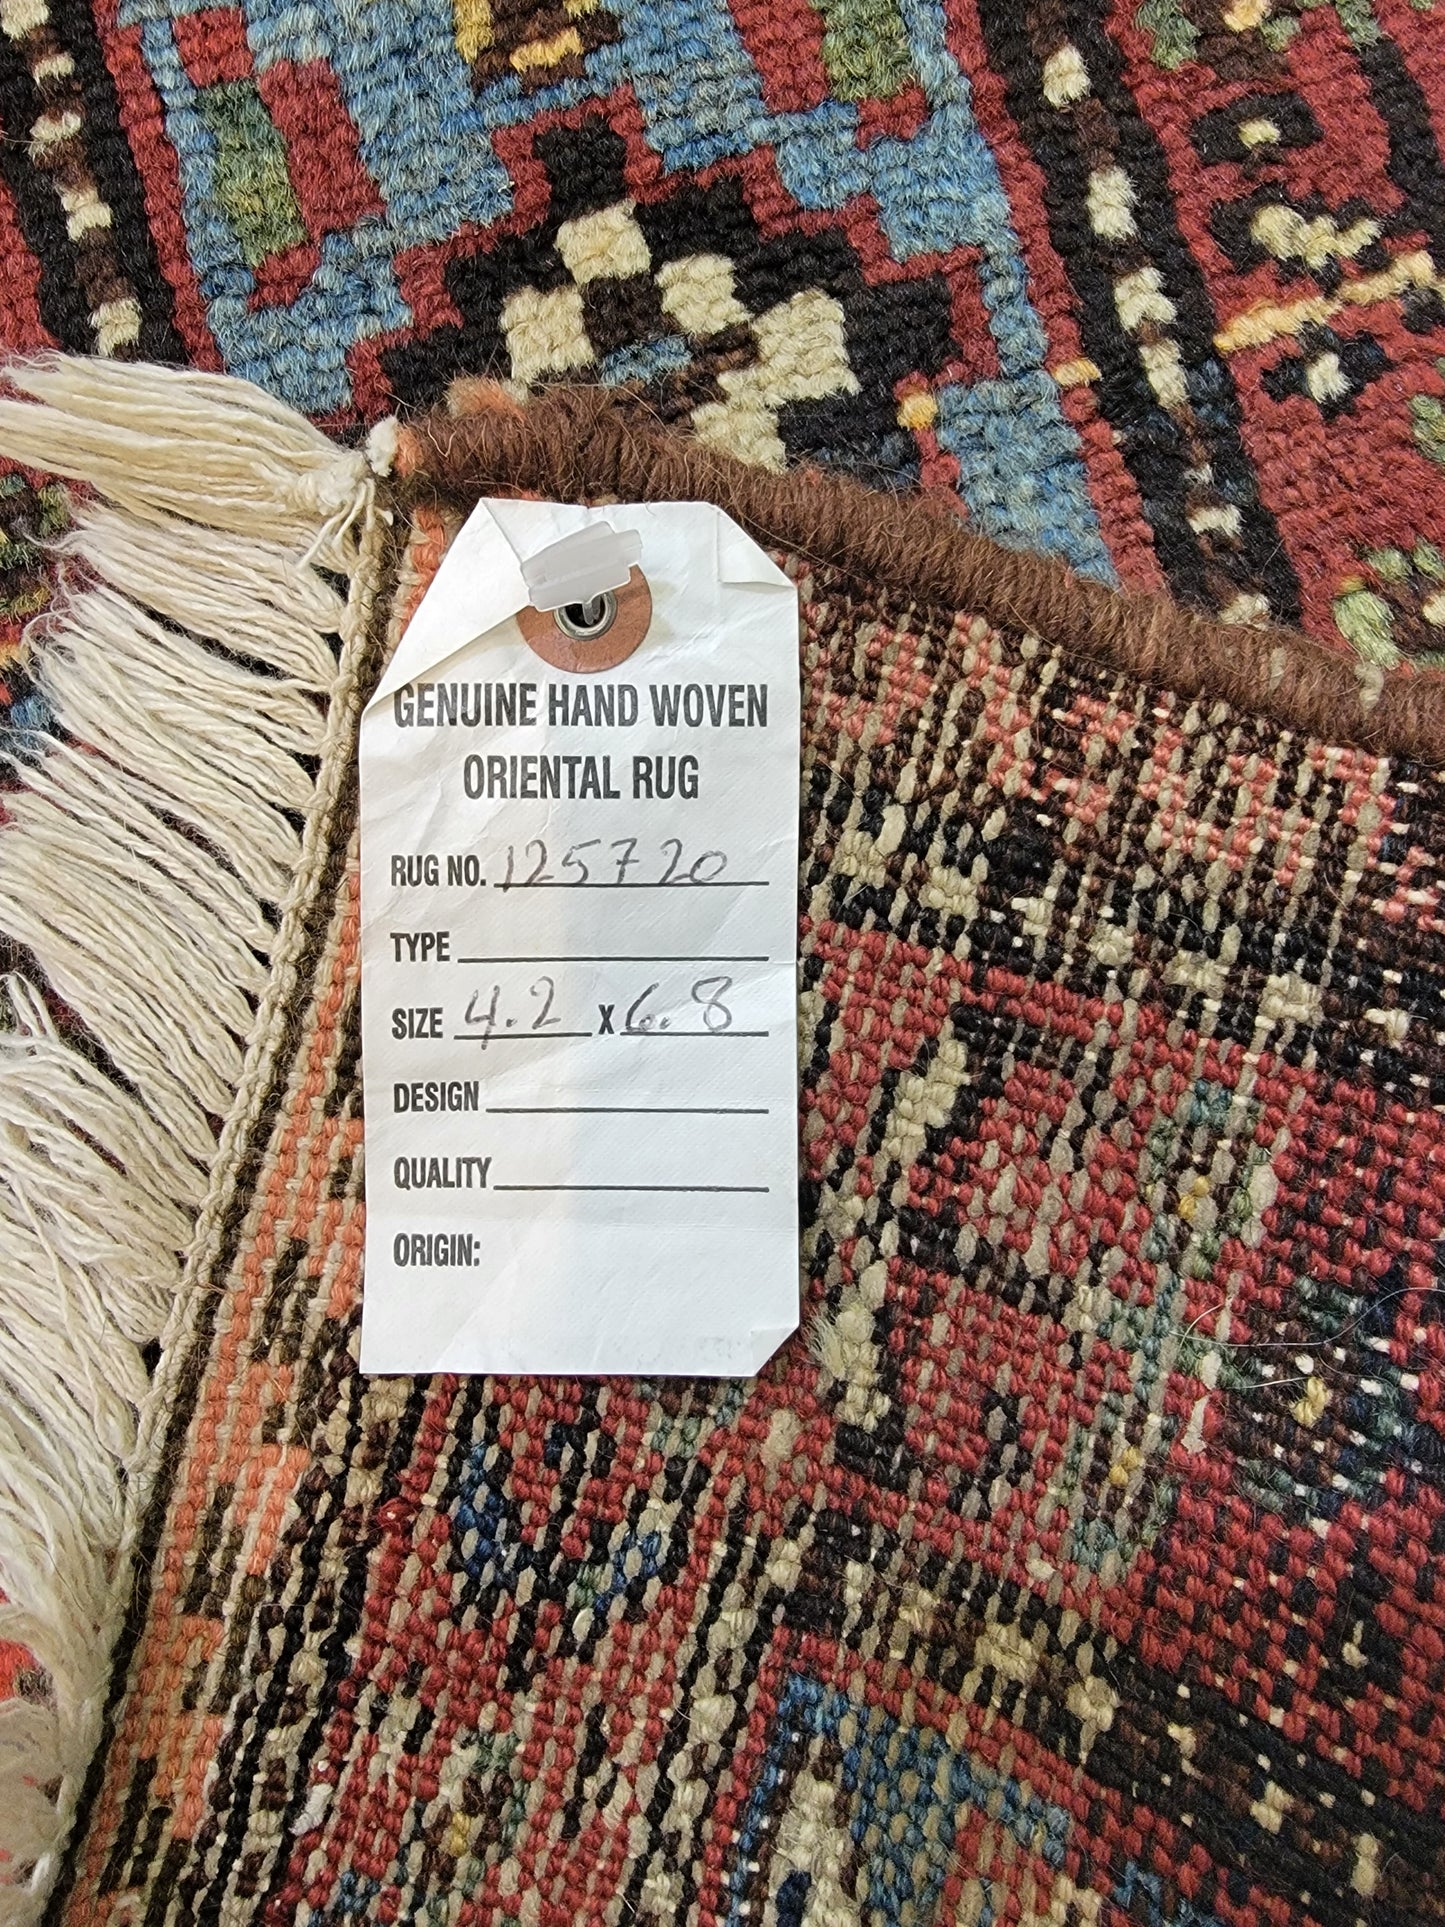 GENUINE HAND WOVEN
ORIENTAL RUG
RUG NO. 125720
TYPE
SIZE 4.2 X 6.8
DESIGN
QUALITY
ORIGIN: